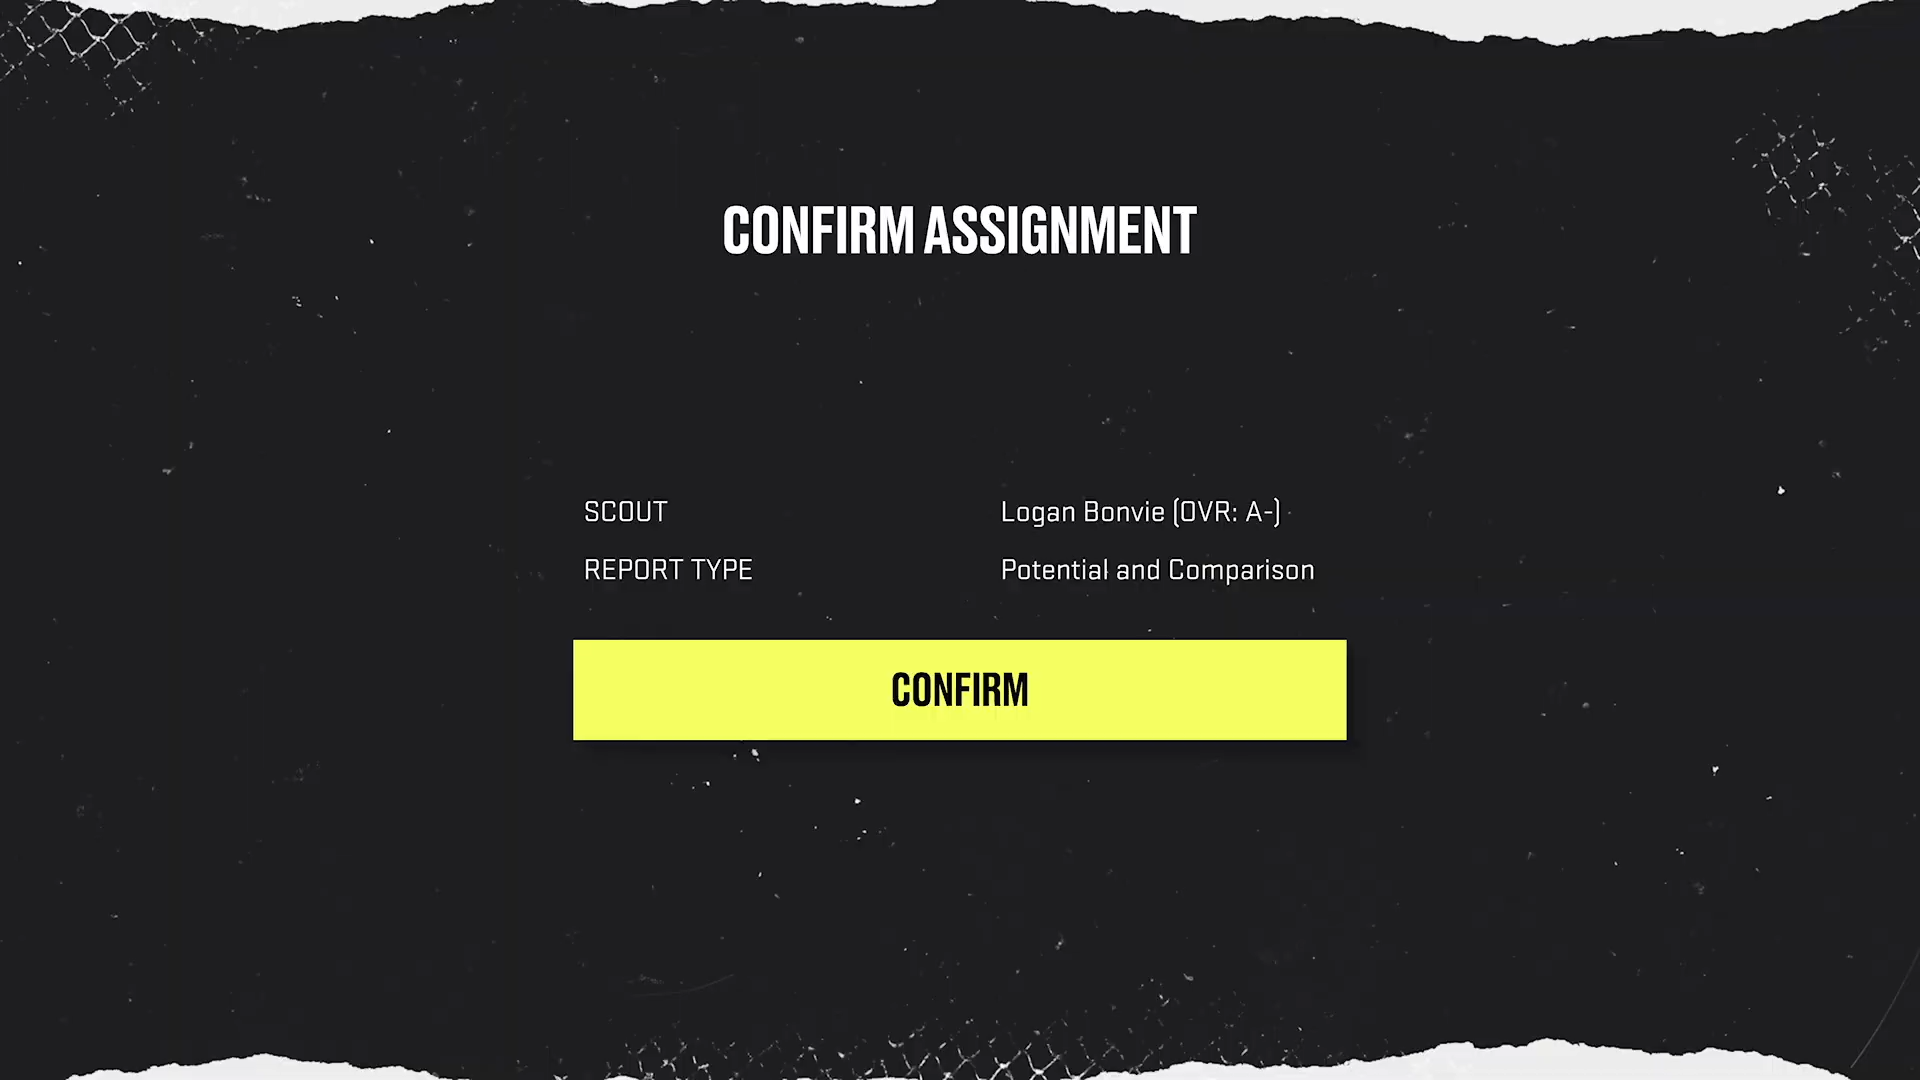 CONFIRM ASSIGNMENT
SCOUT Logan Bonvie (OVR: A-)
REPORT TYPE Potential and Comparison
CONFIRM